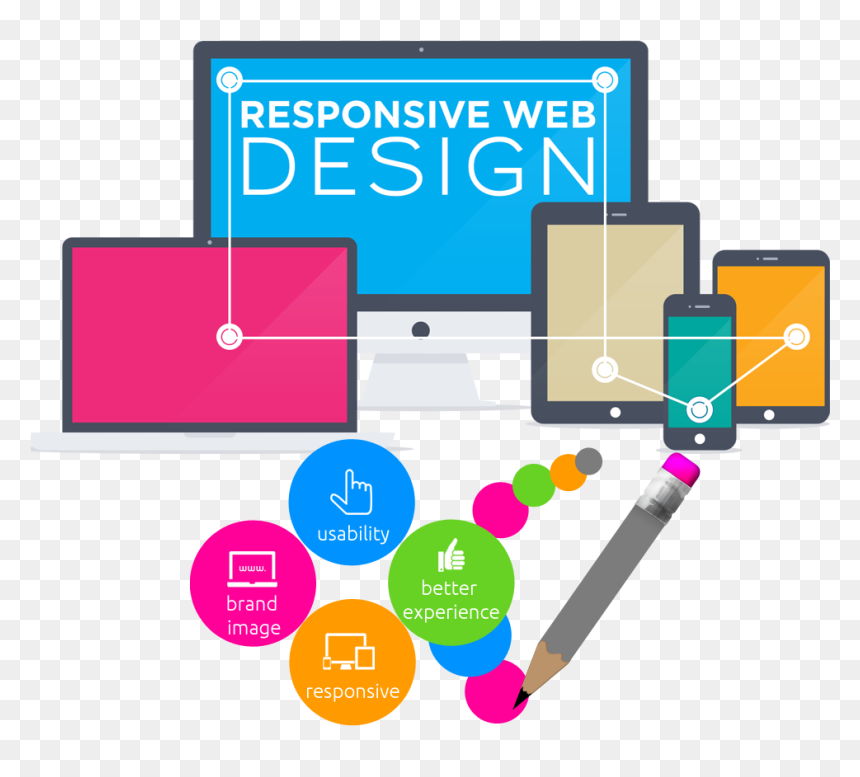 RESPONSIVE WEB
DESIGN
usability
www.
brand
image
better
experience
responsive